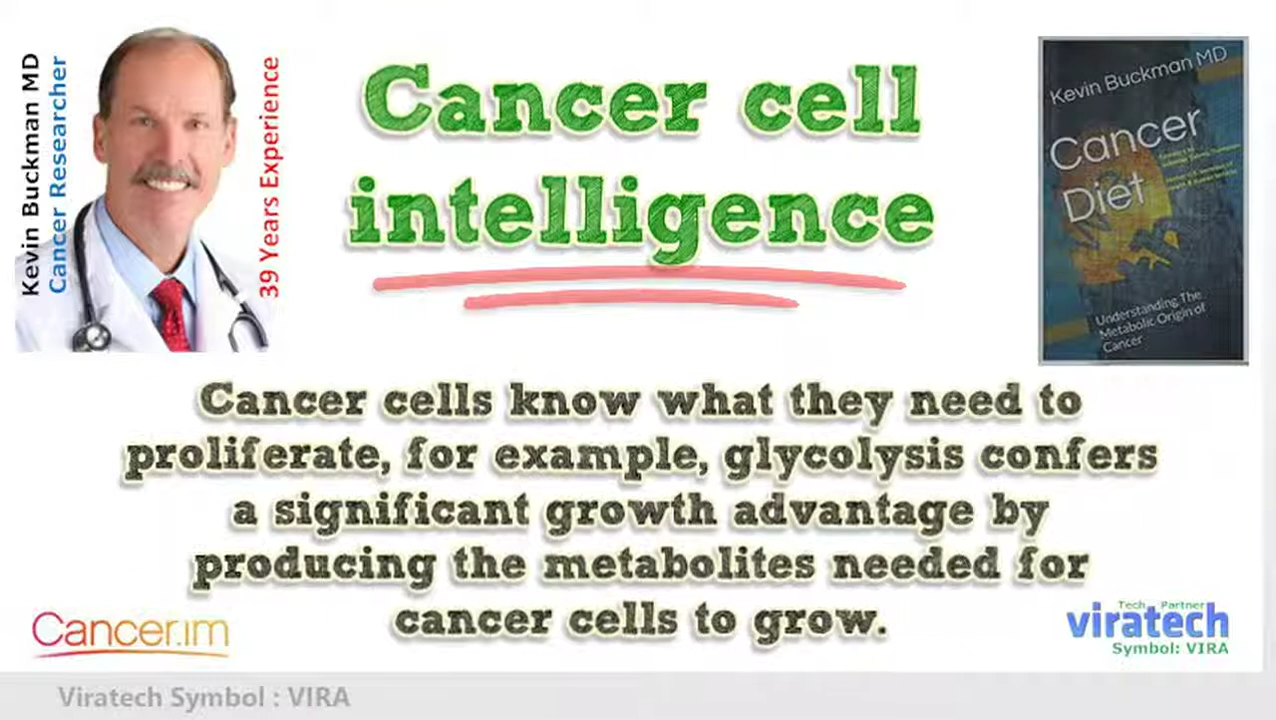 Kevin Buckman MD
Cancer Researcher
39 Years Experience
Cancer cell
intelligence
Kevin Buckman MD
Cancer
Diet
Understanding The
Metabolic Origin of
Cancer
Cancer cells know what they need to
proliferate, for example, glycolysis confers
a significant growth advantage by
producing the metabolites needed for
cancer cells to grow.
Cancer.im
Tech Partner
viratech
Symbol: VIRA
Viratech Symbol : VIRA